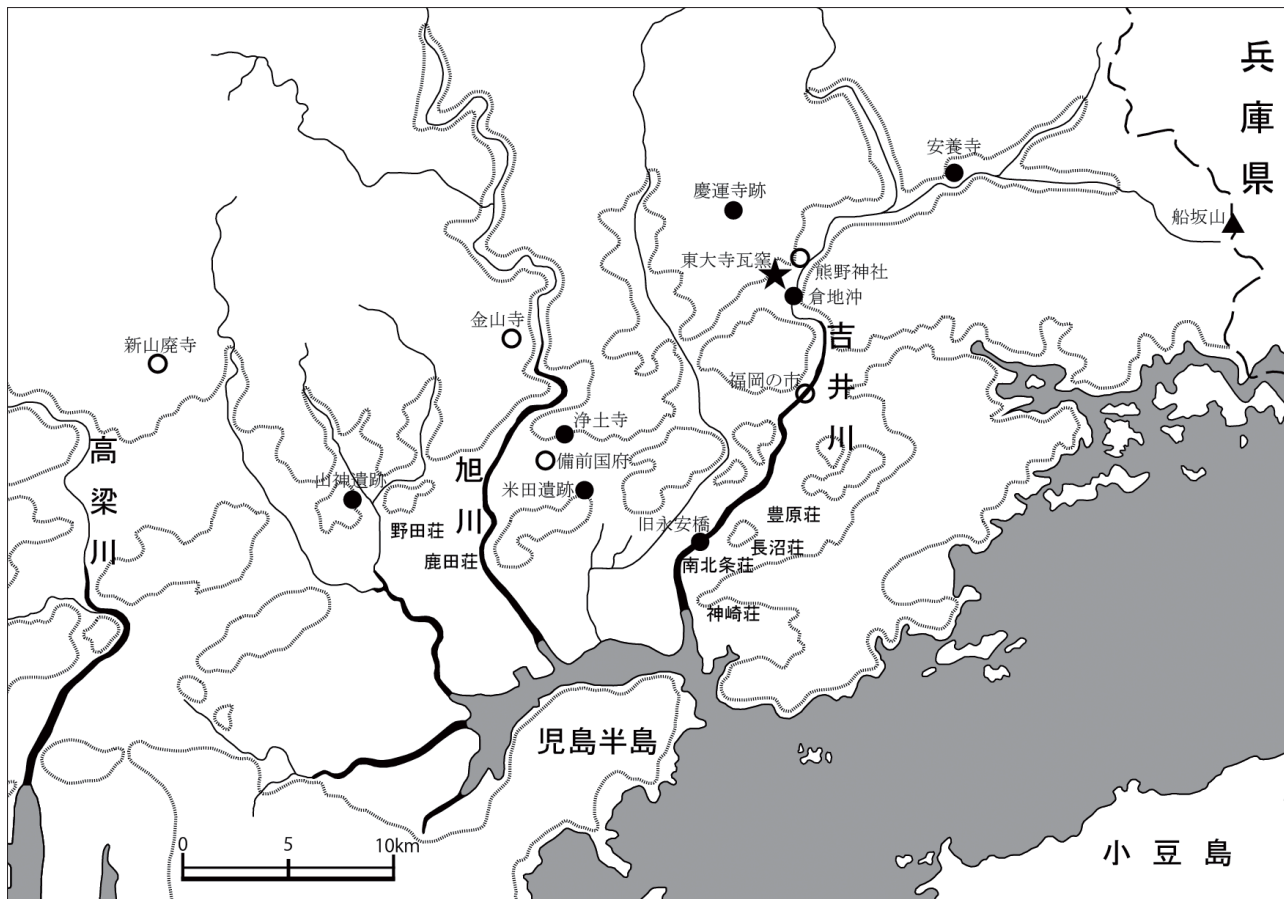 兵庫県
安養寺
慶運寺跡
船坂山
東大寺瓦窯
熊野神社
倉地沖
金山寺
新山廃寺
吉井川
福岡の市
浄土寺
高梁川
旭川
備前国府
山神遺跡
米田遺跡
野田荘
旧永安橋
豊原荘
長沼荘
鹿田荘
南北条荘
神崎荘
児島半島
0 5 10km
小豆島